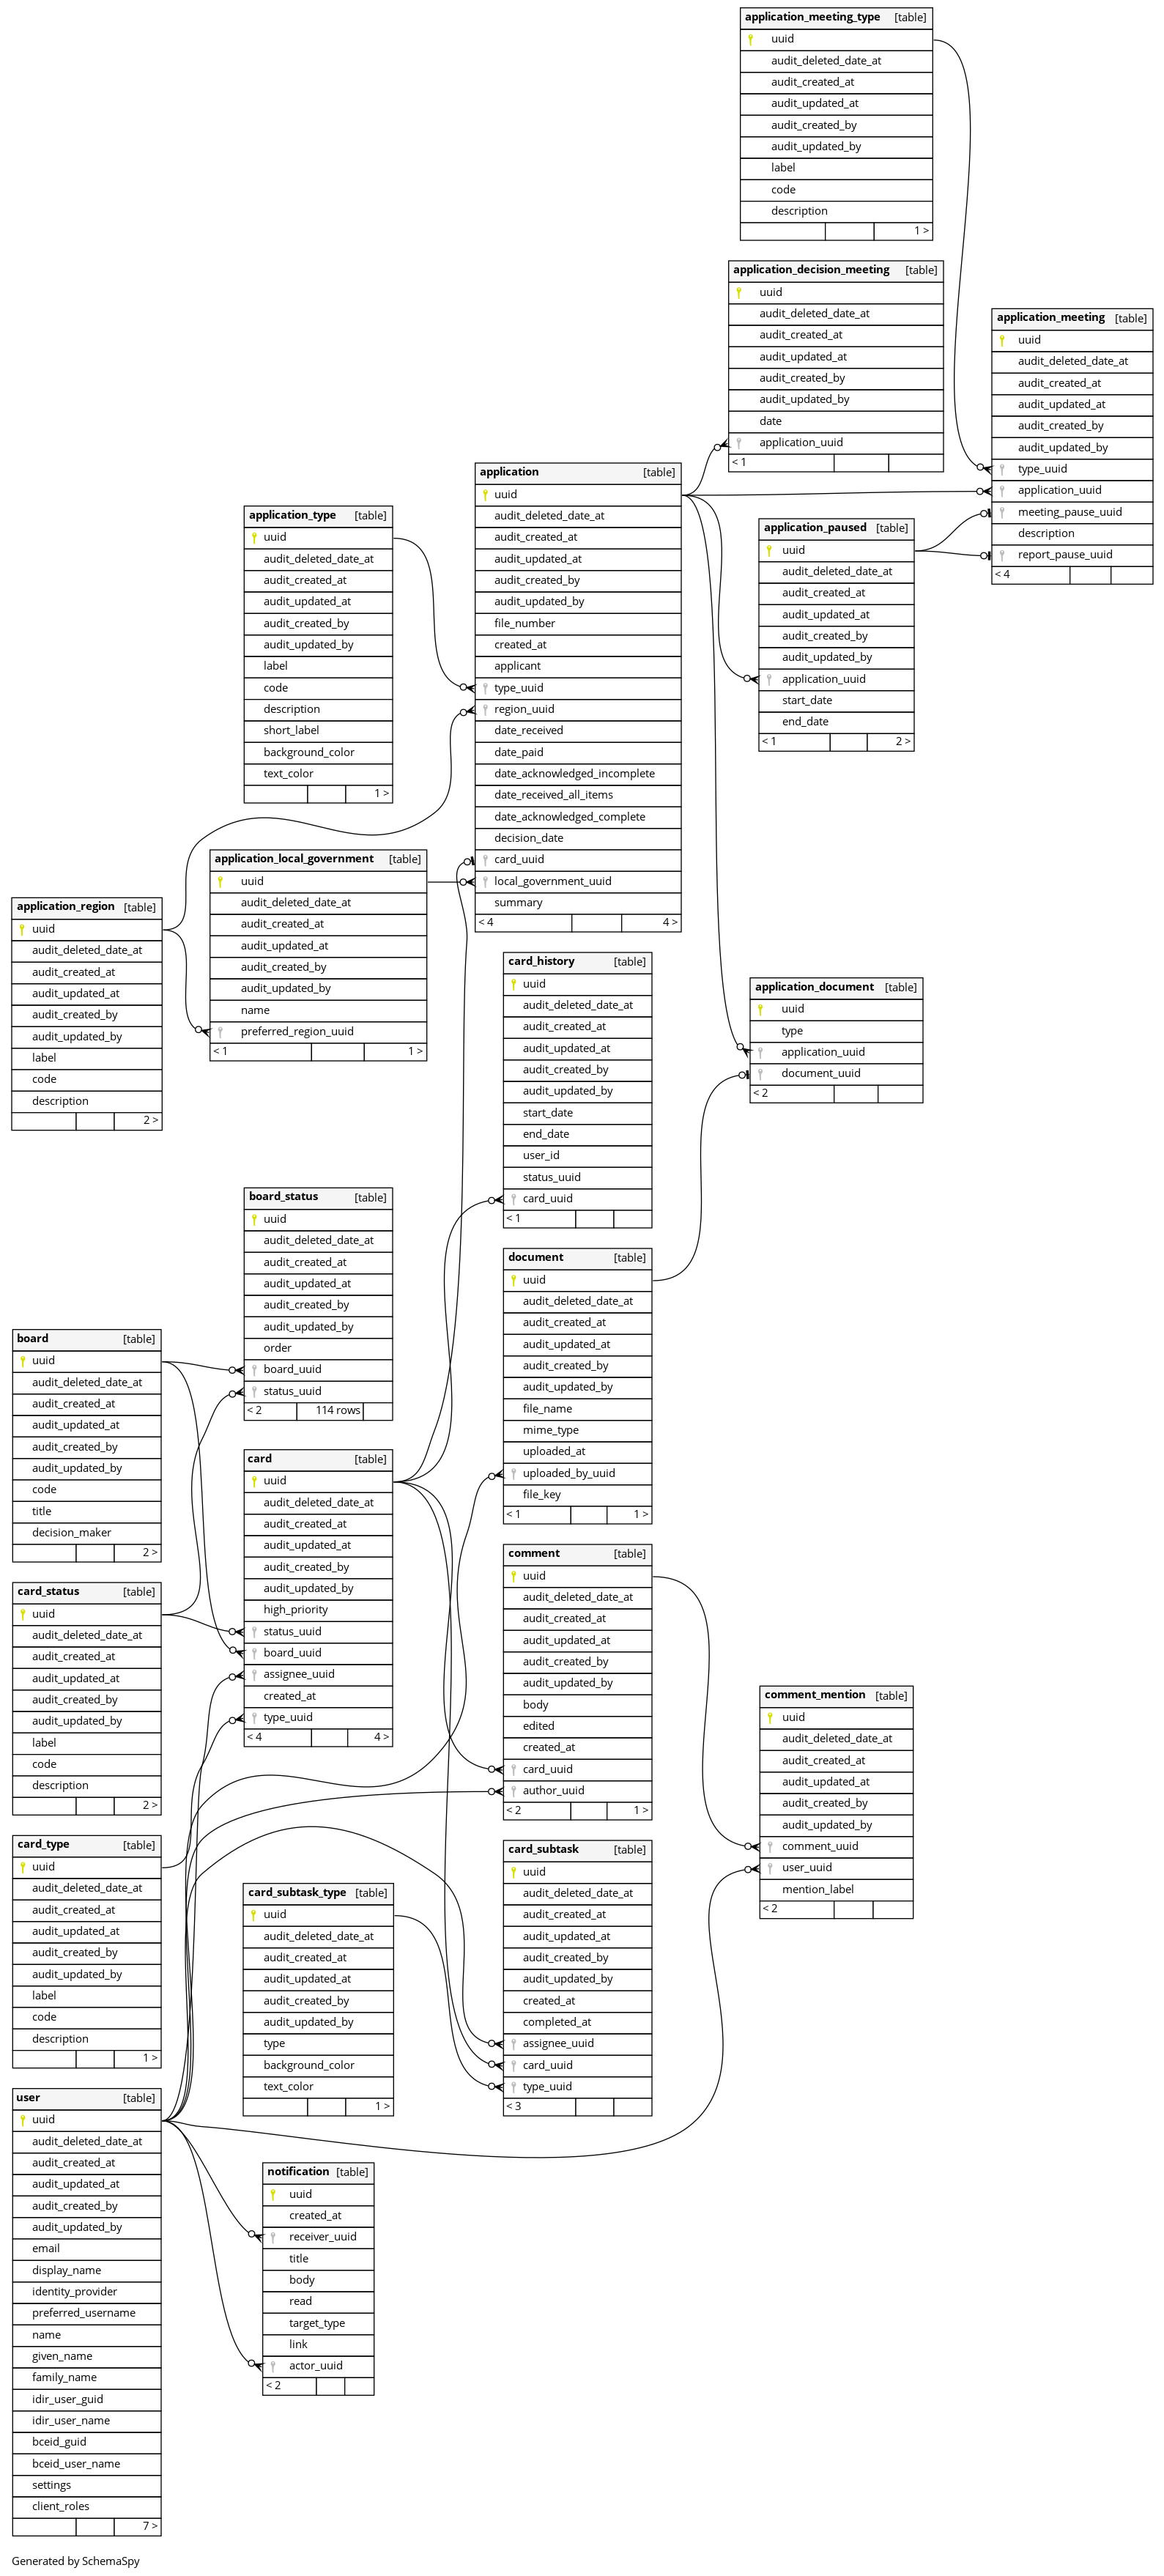 application_meeting_type [table]
uuid
audit_deleted_date_at
audit_created_at
audit_updated_at
audit_created_by
audit_updated_by
label
code
description
1 >
application_decision_meeting [table]
uuid
audit_deleted_date_at
audit_created_at
audit_updated_at
audit_created_by
audit_updated_by
date
application_uuid
< 1
application_meeting [table]
uuid
audit_deleted_date_at
audit_created_at
audit_updated_at
audit_created_by
audit_updated_by
type_uuid
application_uuid
meeting_pause_uuid
description
report_pause_uuid
< 4
application [table]
uuid
audit_deleted_date_at
audit_created_at
audit_updated_at
audit_created_by
audit_updated_by
file_number
created_at
applicant
type_uuid
region_uuid
date_received
date_paid
date_acknowledged_incomplete
date_received_all_items
date_acknowledged_complete
decision_date
card_uuid
local_government_uuid
summary
< 4 4 >
application_type [table]
uuid
audit_deleted_date_at
audit_created_at
audit_updated_at
audit_created_by
audit_updated_by
label
code
description
short_label
background_color
text_color
1 >
application_paused [table]
uuid
audit_deleted_date_at
audit_created_at
audit_updated_at
audit_created_by
audit_updated_by
application_uuid
start_date
end_date
< 1 2 >
application_local_government [table]
uuid
audit_deleted_date_at
audit_created_at
audit_updated_at
audit_created_by
audit_updated_by
name
preferred_region_uuid
< 1 1 >
application_region [table]
uuid
audit_deleted_date_at
audit_created_at
audit_updated_at
audit_created_by
audit_updated_by
label
code
description
2 >
card_history [table]
uuid
audit_deleted_date_at
audit_created_at
audit_updated_at
audit_created_by
audit_updated_by
start_date
end_date
user_id
status_uuid
card_uuid
< 1
application_document [table]
uuid
type
application_uuid
document_uuid
< 2
board_status [table]
uuid
audit_deleted_date_at
audit_created_at
audit_updated_at
audit_created_by
audit_updated_by
order
board_uuid
status_uuid
< 2 114 rows
document [table]
uuid
audit_deleted_date_at
audit_created_at
audit_updated_at
audit_created_by
audit_updated_by
file_name
mime_type
uploaded_at
uploaded_by_uuid
file_key
< 1 1 >
board [table]
uuid
audit_deleted_date_at
audit_created_at
audit_updated_at
audit_created_by
audit_updated_by
code
title
decision_maker
2 >
card [table]
uuid
audit_deleted_date_at
audit_created_at
audit_updated_at
audit_created_by
audit_updated_by
high_priority
status_uuid
board_uuid
assignee_uuid
created_at
type_uuid
< 4 4 >
comment [table]
uuid
audit_deleted_date_at
audit_created_at
audit_updated_at
audit_created_by
audit_updated_by
body
edited
created_at
card_uuid
author_uuid
< 2 1 >
card_status [table]
uuid
audit_deleted_date_at
audit_created_at
audit_updated_at
audit_created_by
audit_updated_by
label
code
description
2 >
comment_mention [table]
uuid
audit_deleted_date_at
audit_created_at
audit_updated_at
audit_created_by
audit_updated_by
comment_uuid
user_uuid
mention_label
< 2
card_type [table]
uuid
audit_deleted_date_at
audit_created_at
audit_updated_at
audit_created_by
audit_updated_by
label
code
description
1 >
card_subtask [table]
uuid
audit_deleted_date_at
audit_created_at
audit_updated_at
audit_created_by
audit_updated_by
created_at
completed_at
assignee_uuid
card_uuid
type_uuid
< 3
card_subtask_type [table]
uuid
audit_deleted_date_at
audit_created_at
audit_updated_at
audit_created_by
audit_updated_by
type
background_color
text_color
1 >
user [table]
uuid
audit_deleted_date_at
audit_created_at
audit_updated_at
audit_created_by
audit_updated_by
email
display_name
identity_provider
preferred_username
name
given_name
family_name
idir_user_guid
idir_user_name
bceid_guid
bceid_user_name
settings
client_roles
7 >
notification [table]
uuid
created_at
receiver_uuid
title
body
read
target_type
link
actor_uuid
< 2
Generated by SchemaSpy